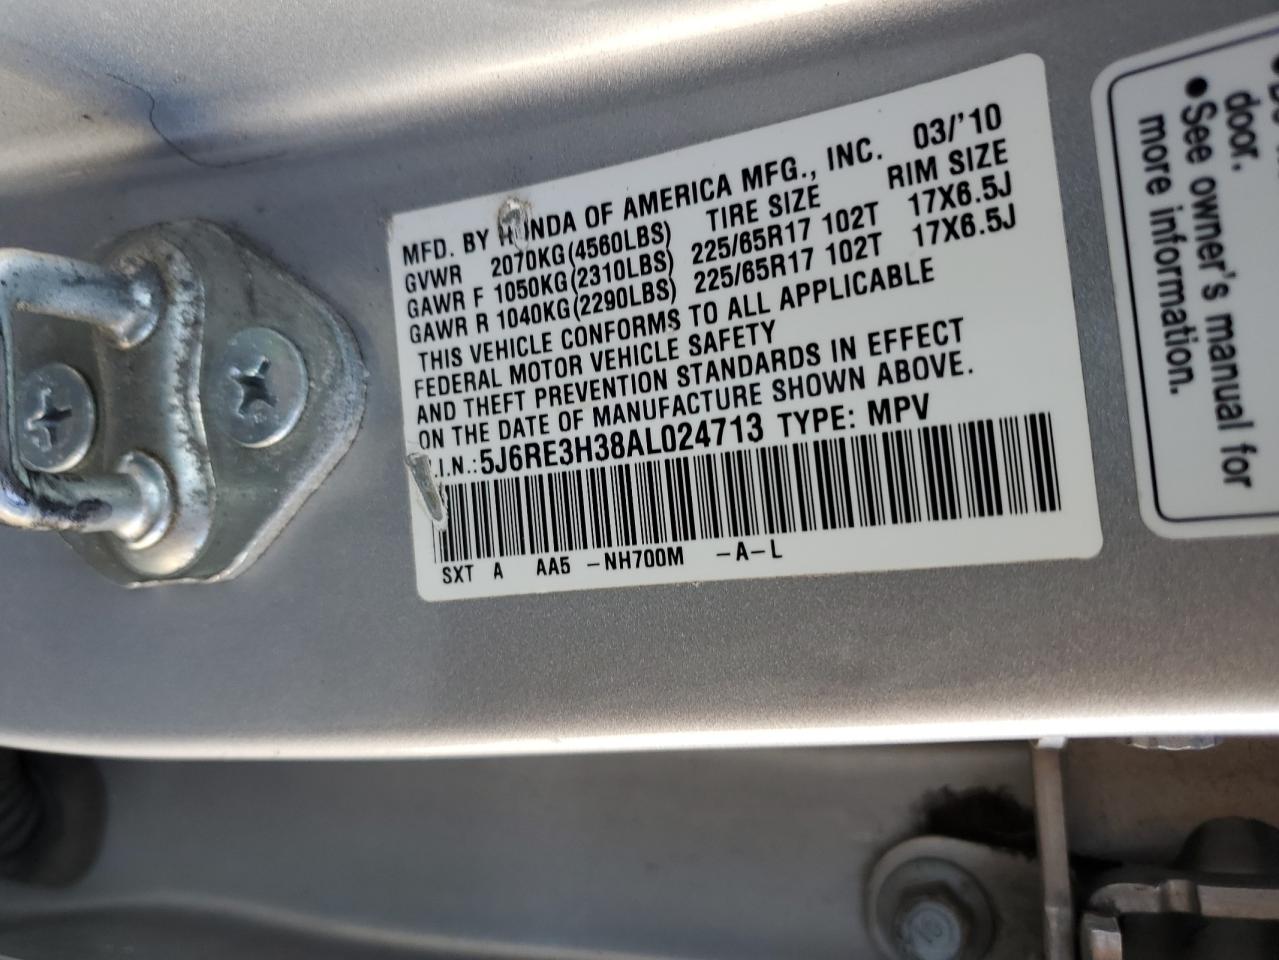 MFD. BY HONDA OF AMERICA MFG., INC. 03/'10
GVWR 2070KG(4560LBS) TIRE SIZE RIM SIZE
GAWR F 1050KG(2310LBS) 225/65R17 102T 17X6.5J
GAWR R 1040KG(2290LBS) 225/65R17 102T 17X6.5J
THIS VEHICLE CONFORMS TO ALL APPLICABLE
FEDERAL MOTOR VEHICLE SAFETY
AND THEFT PREVENTION STANDARDS IN EFFECT
ON THE DATE OF MANUFACTURE SHOWN ABOVE.
V.I.N.: 5J6RE3H38AL024713 TYPE: MPV
SXT A AA5 -NH700M -A-L
door.
● See owner's manual for
more information.